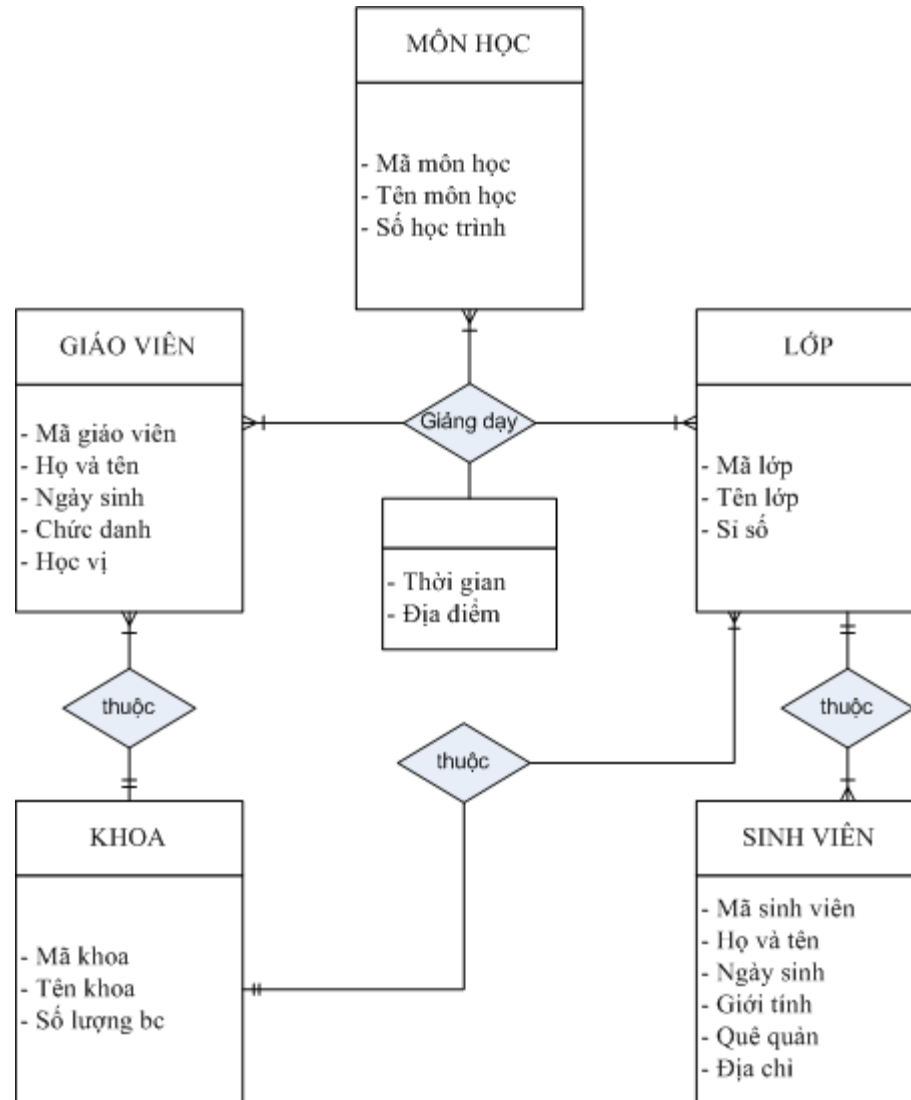 MÔN HỌC
- Mã môn học
- Tên môn học
- Số học trình
GIÁO VIÊN
- Mã giáo viên
- Họ và tên
- Ngày sinh
- Chức danh
- Học vị
Giảng dạy
LỚP
- Mã lớp
- Tên lớp
- Sỉ số
- Thời gian
- Địa điểm
thuộc
thuộc
thuộc
KHOA
- Mã khoa
- Tên khoa
- Số lượng bc
SINH VIÊN
- Mã sinh viên
- Họ và tên
- Ngày sinh
- Giới tính
- Quê quán
- Địa chỉ